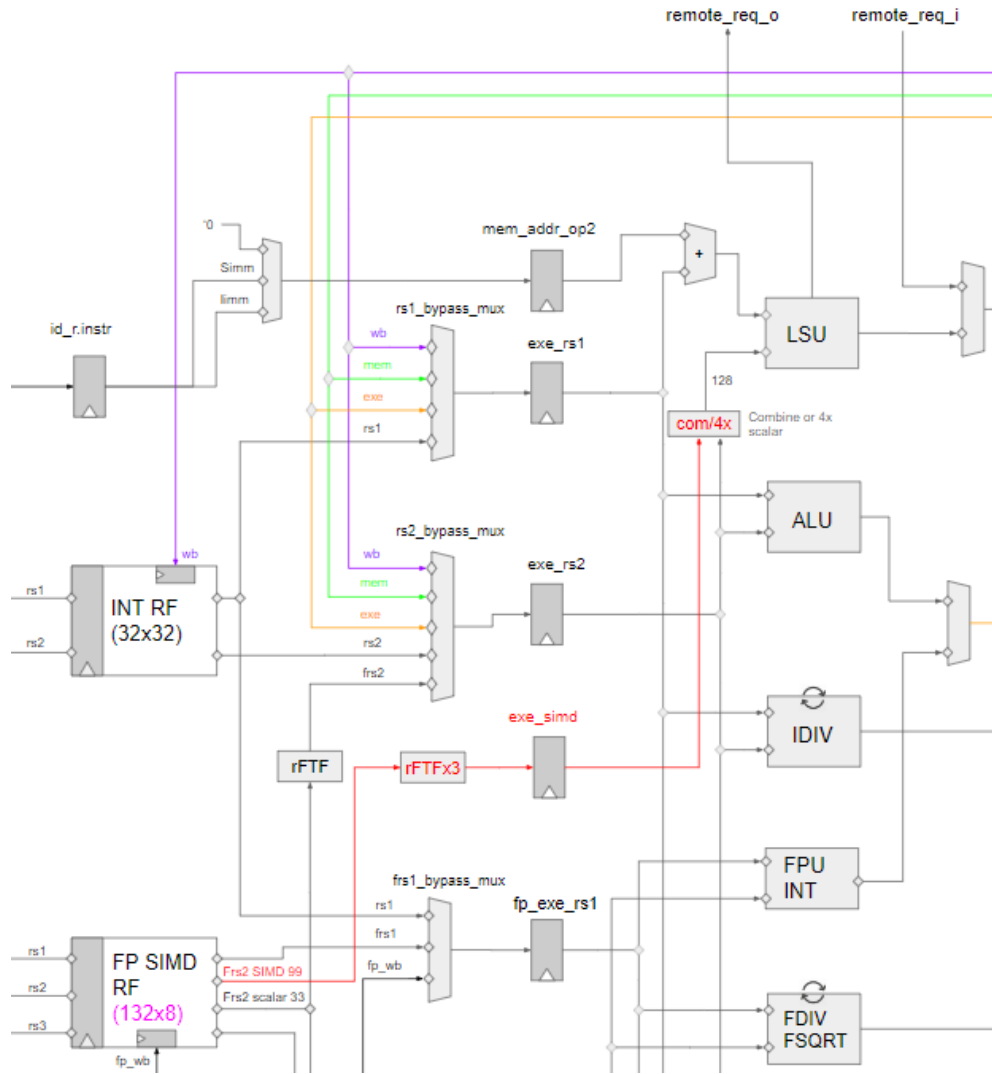 remote_req_o
remote_req_i
'0
mem_addr_op2
Simm
Iimm
+
id_r.instr
rs1_bypass_mux
wb
mem
exe
rs1
exe_rs1
LSU
128
com/4x
Combine or 4x
scalar
ALU
rs2_bypass_mux
wb
mem
exe
rs2
frs2
exe_rs2
wb
rs1
rs2
INT RF
(32x32)
exe_simd
IDIV
rFTF
rFTFx3
FPU
INT
frs1_bypass_mux
rs1
frs1
fp_wb
fp_exe_rs1
rs1
rs2
rs3
FP SIMD
RF
(132x8)
Frs2 SIMD 99
Frs2 scalar 33
fp_wb
FDIV
FSQRT